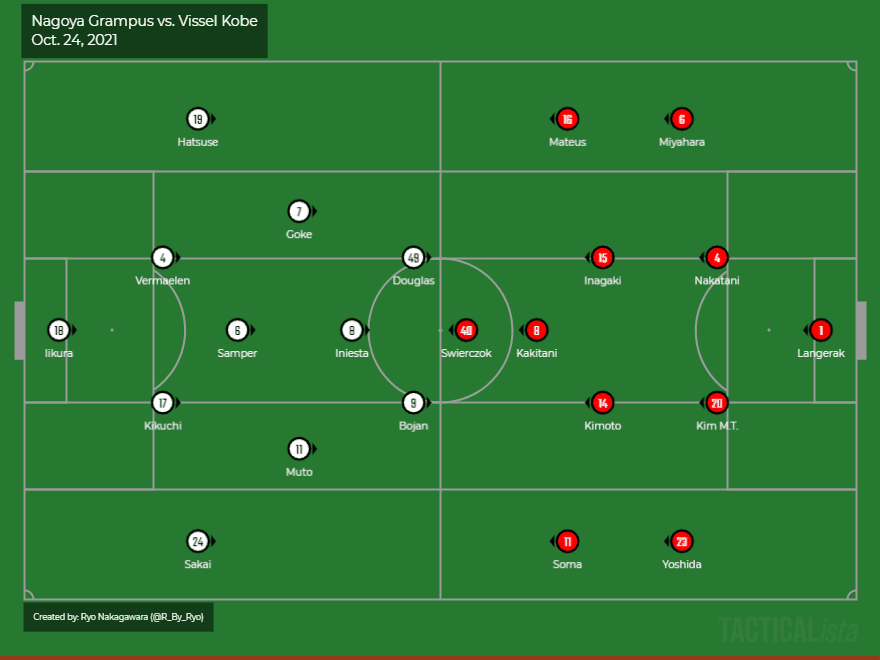 Nagoya Grampus vs. Vissel Kobe
Oct. 24, 2021
19
Hatsuse
16
Mateus
6
Miyahara
7
Goke
4
Vermaelen
49
Douglas
15
Inagaki
4
Nakatani
18
Iikura
6
Samper
8
Iniesta
40
Swierczok
8
Kakitani
1
Langerak
17
Kikuchi
9
Bojan
14
Kimoto
20
Kim M.T.
11
Muto
24
Sakai
11
Soma
23
Yoshida
Created by: Ryo Nakagawara (@R_By_Ryo)
TACTICALista